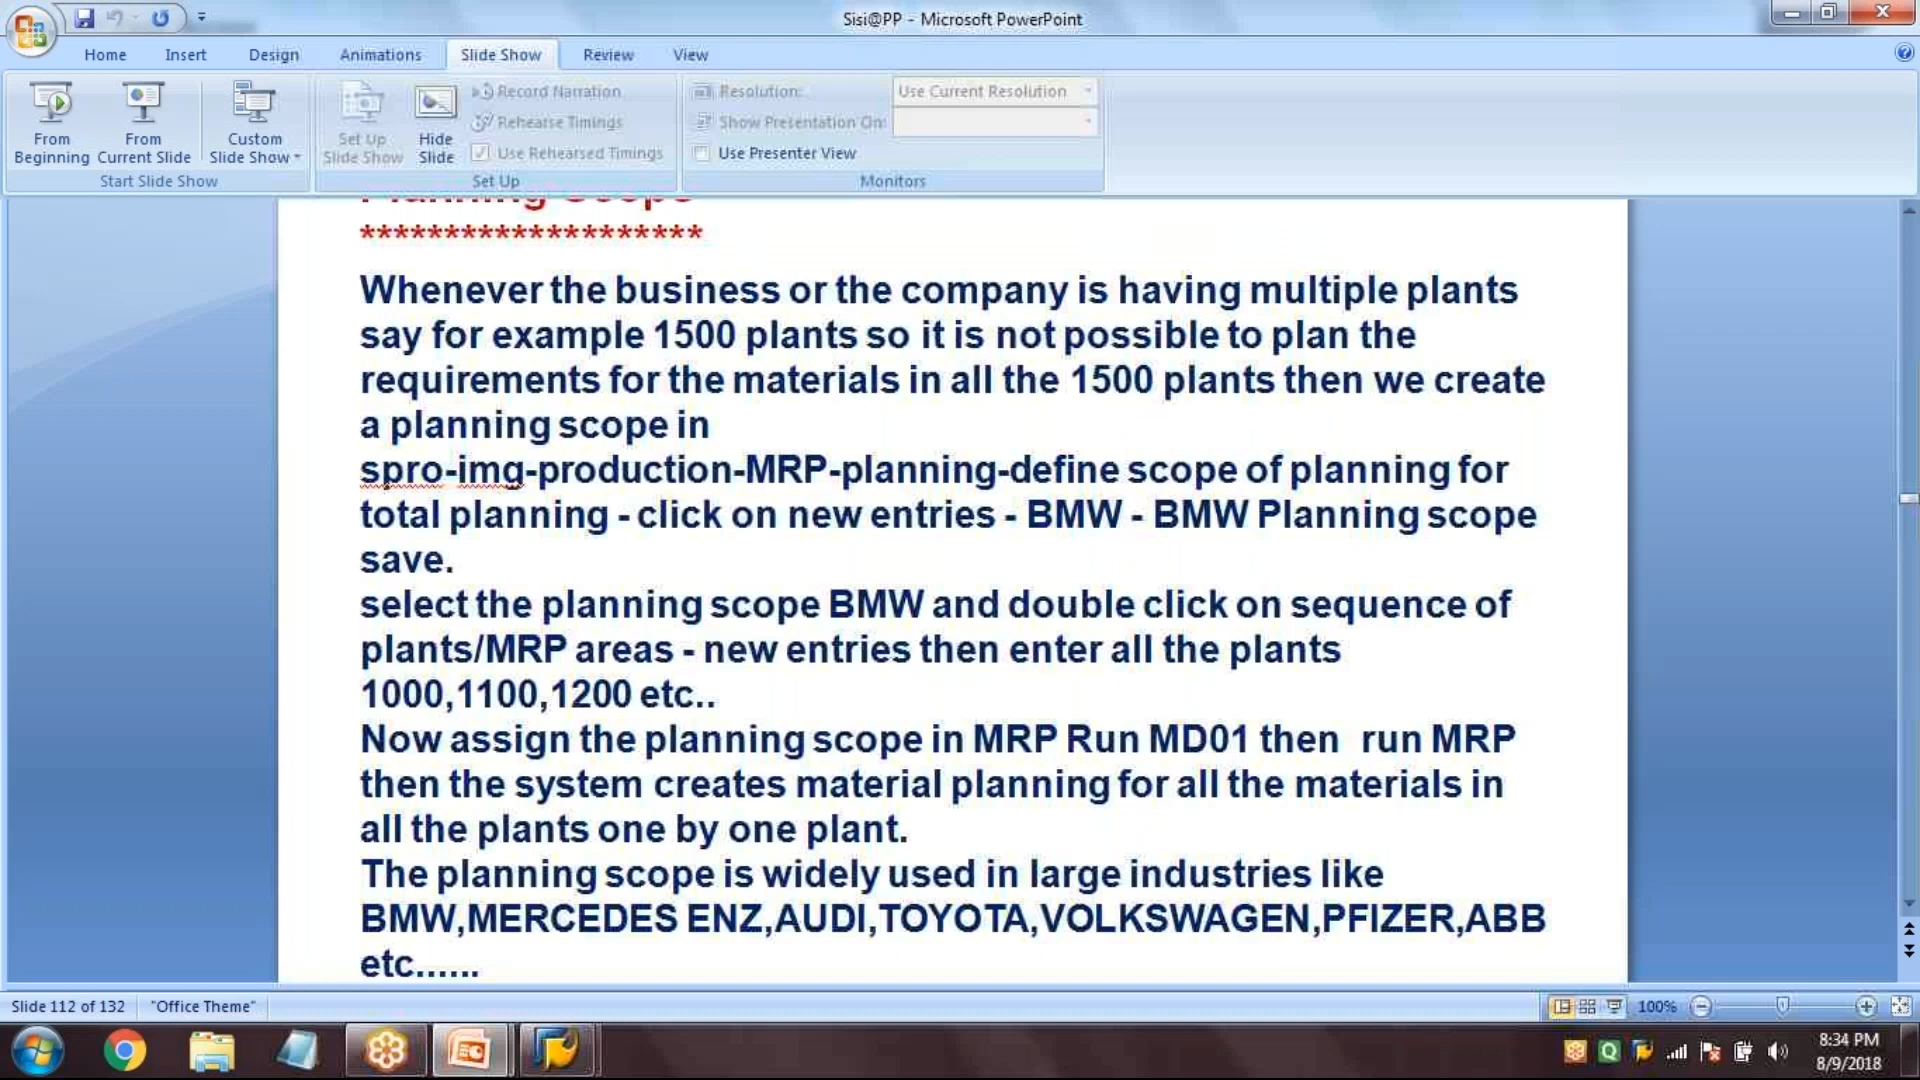 Sisi@PP - Microsoft PowerPoint
Home Insert Design Animations Slide Show Review View
From Beginning
From Current Slide
Custom Slide Show
Start Slide Show
Set Up Slide Show
Hide Slide
Record Narration
Rehearse Timings
Use Rehearsed Timings
Set Up
Resolution: Use Current Resolution
Show Presentation On:
Use Presenter View
Monitors
Planning Scope
********************
Whenever the business or the company is having multiple plants
say for example 1500 plants so it is not possible to plan the
requirements for the materials in all the 1500 plants then we create
a planning scope in
spro-img-production-MRP-planning-define scope of planning for
total planning - click on new entries - BMW - BMW Planning scope
save.
select the planning scope BMW and double click on sequence of
plants/MRP areas - new entries then enter all the plants
1000,1100,1200 etc..
Now assign the planning scope in MRP Run MD01 then run MRP
then the system creates material planning for all the materials in
all the plants one by one plant.
The planning scope is widely used in large industries like
BMW,MERCEDES ENZ,AUDI,TOYOTA,VOLKSWAGEN,PFIZER,ABB
etc......
Slide 112 of 132 "Office Theme" 100%
8:34 PM
8/9/2018